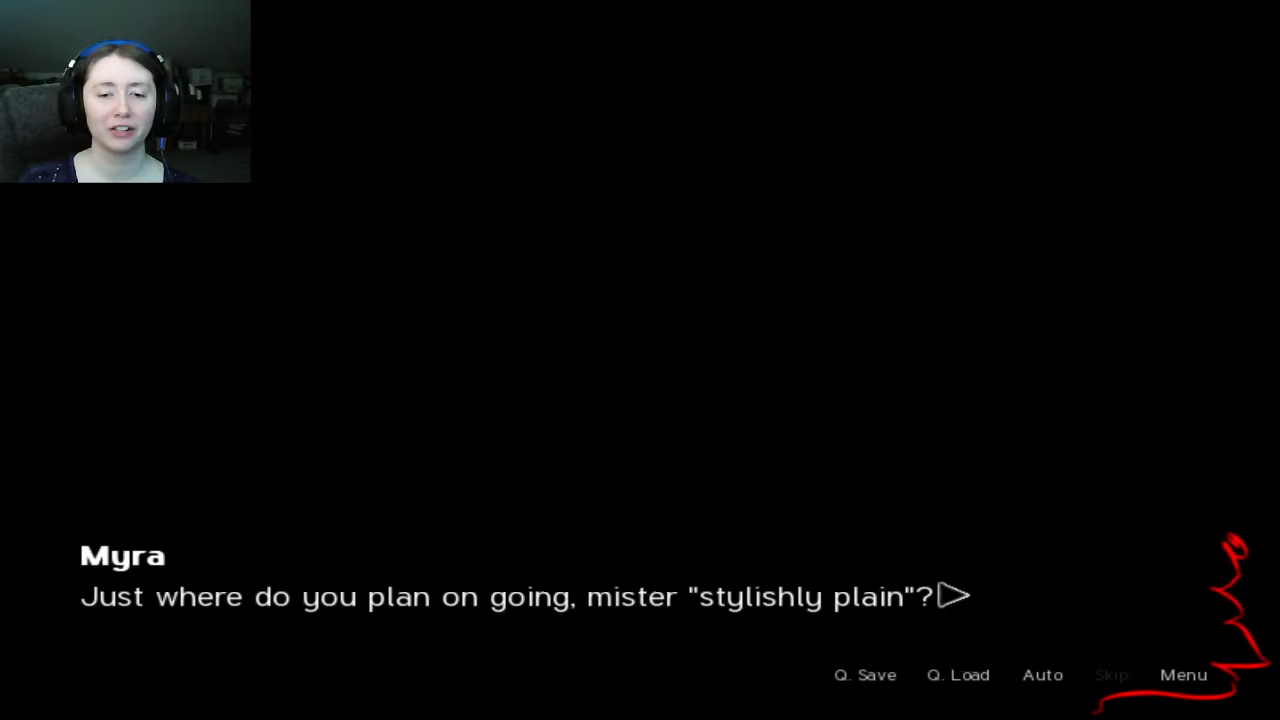 Myra
Just where do you plan on going, mister "stylishly plain"?
Q. Save Q. Load Auto Skip Menu